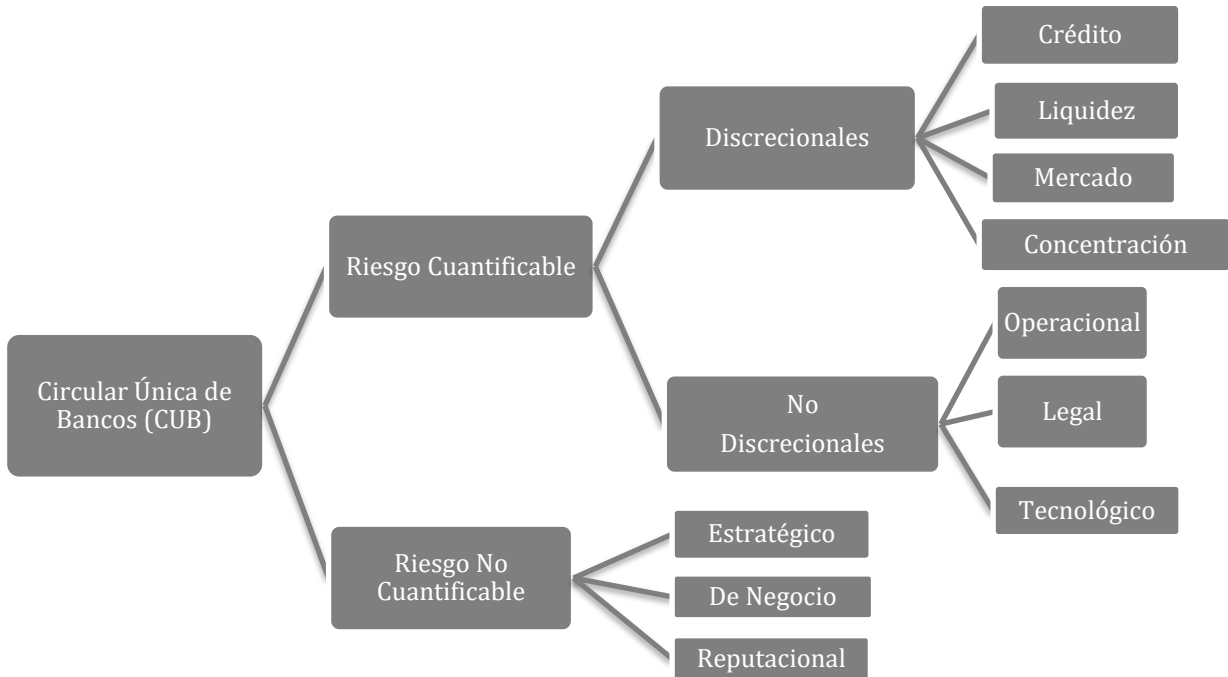 Circular Única de
Bancos (CUB)
Riesgo Cuantificable
Discrecionales
Crédito
Liquidez
Mercado
Concentración
No
Discrecionales
Operacional
Legal
Tecnológico
Riesgo No
Cuantificable
Estratégico
De Negocio
Reputacional